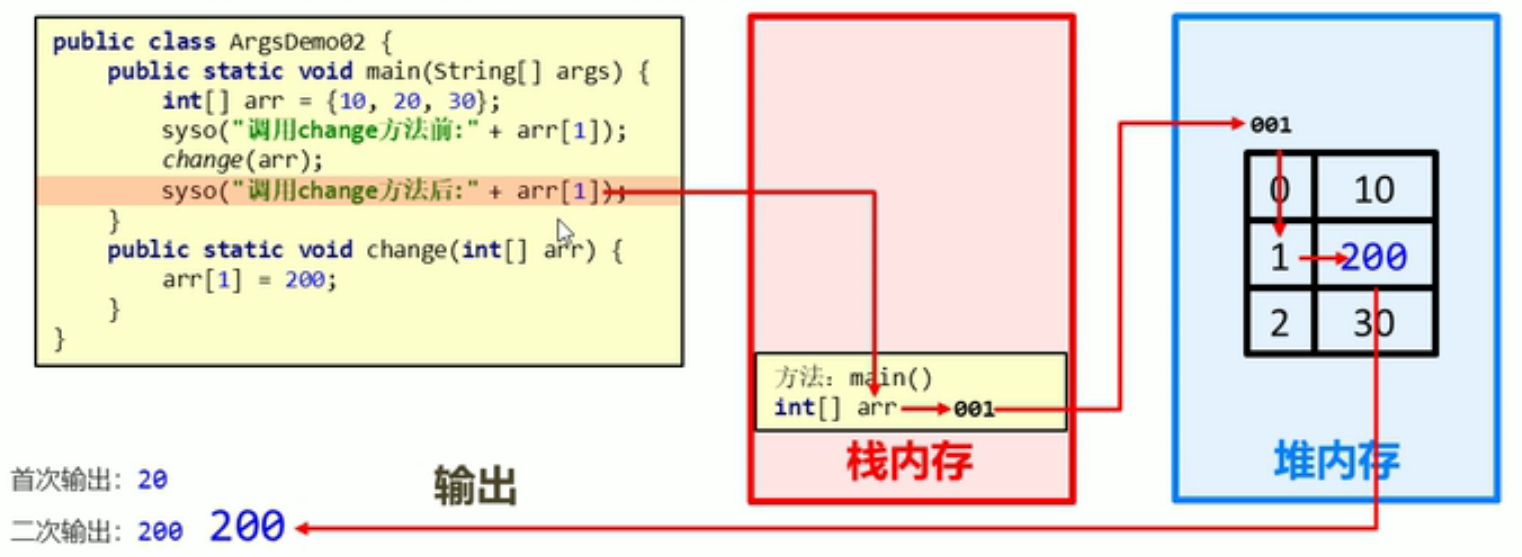 public class ArgsDemo02 {
public static void main(String[] args) {
int[] arr = {10, 20, 30};
syso("调用change方法前:" + arr[1]);
change(arr);
syso("调用change方法后:" + arr[1]);
}
public static void change(int[] arr) {
arr[1] = 200;
}
}
方法：main()
int[] arr 001
栈内存
001
0 10
1 200
2 30
堆内存
输出
首次输出：20
二次输出：200 200